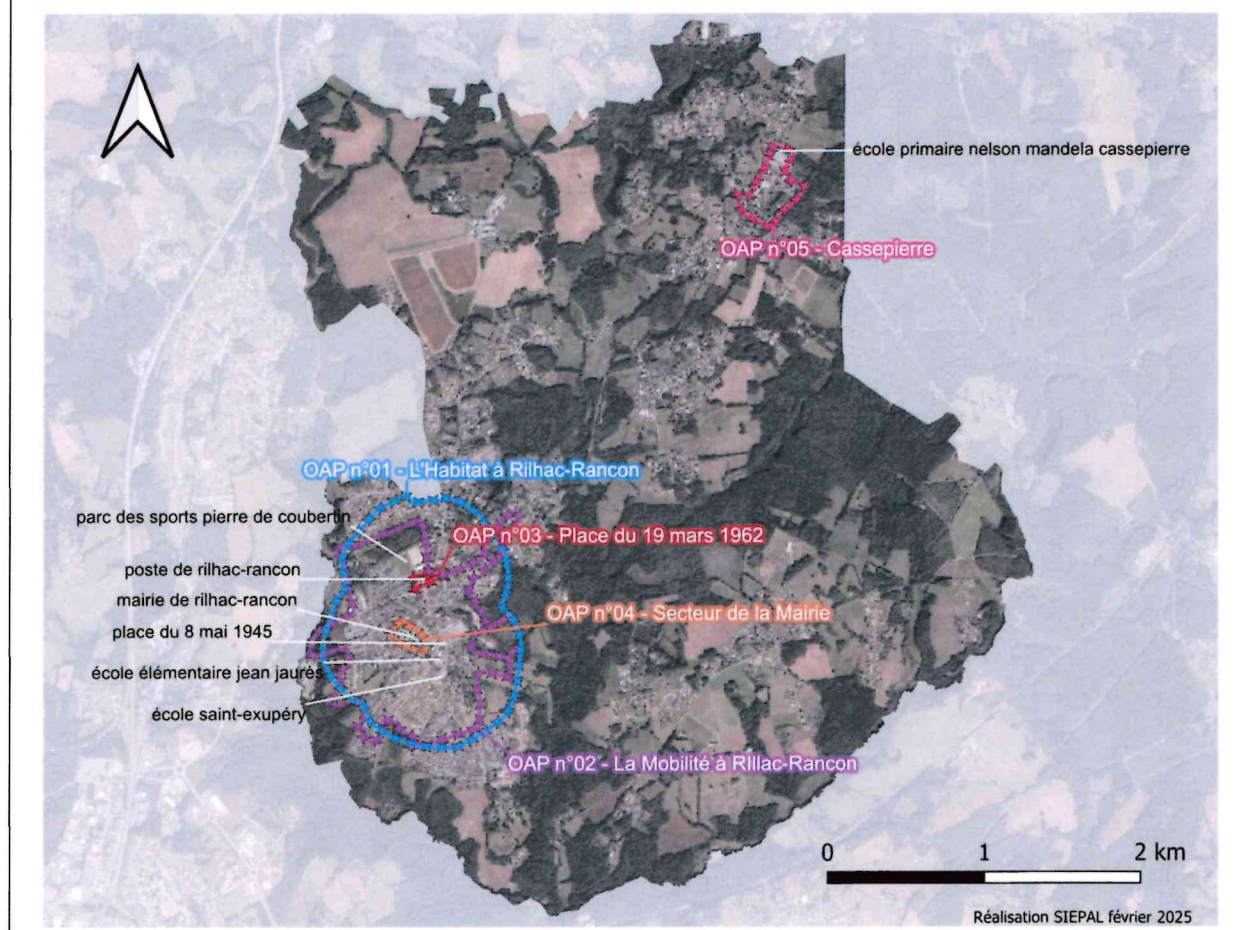 école primaire nelson mandela cassepierre
OAP n°05 - Cassepierre
OAP n°01 - L'Habitat à Rilhac-Rancon
parc des sports pierre de coubertin
OAP n°03 - Place du 19 mars 1962
poste de rilhac-rancon
mairie de rilhac-rancon
OAP n°04 - Secteur de la Mairie
place du 8 mai 1945
école élémentaire jean jaurès
école saint-exupéry
OAP n°02 - La Mobilité à RIllac-Rancon
0 1 2 km
Réalisation SIEPAL février 2025